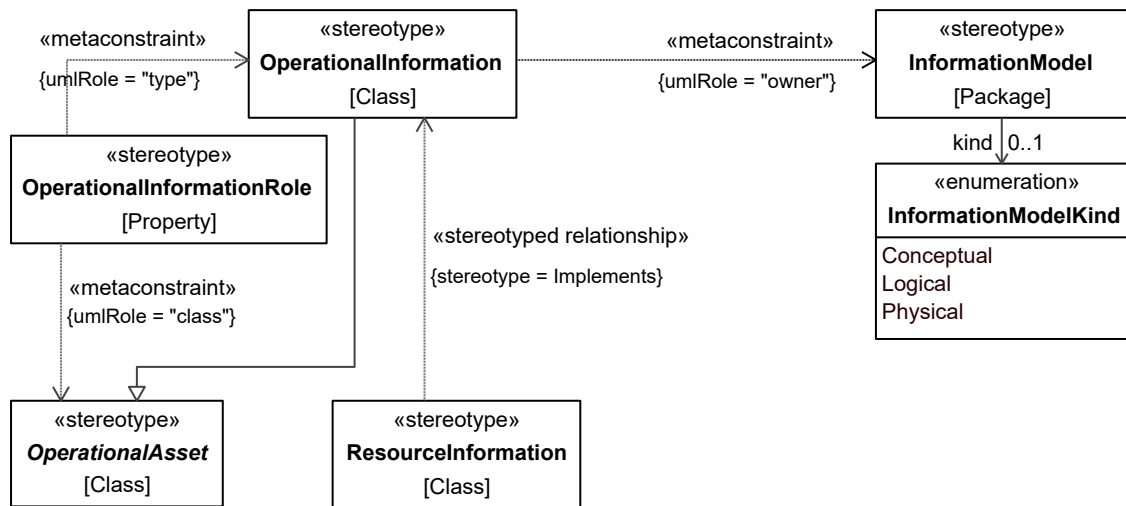 «stereotype»
OperationalInformation
[Class]
«stereotype»
InformationModel
[Package]
«metaconstraint»
{umlRole = "type"}
«metaconstraint»
{umlRole = "owner"}
kind 0..1
«stereotype»
OperationalInformationRole
[Property]
«enumeration»
InformationModelKind
Conceptual
Logical
Physical
«stereotyped relationship»
{stereotype = Implements}
«metaconstraint»
{umlRole = "class"}
«stereotype»
OperationalAsset
[Class]
«stereotype»
ResourceInformation
[Class]